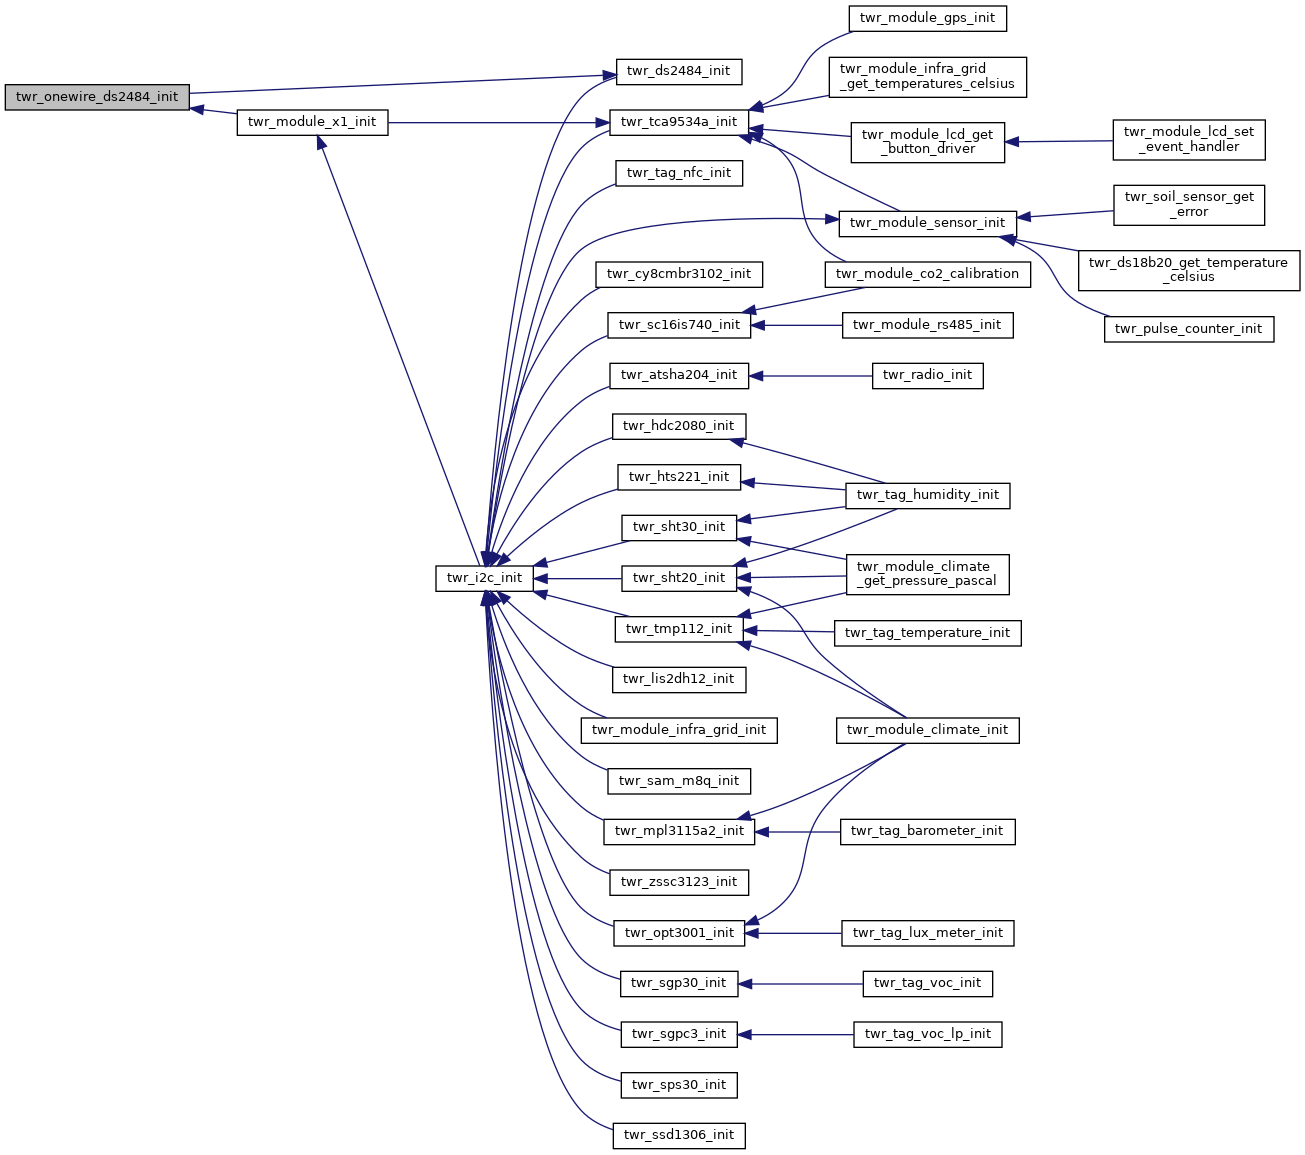 twr_module_gps_init
twr_ds2484_init
twr_module_infra_grid
_get_temperatures_celsius
twr_onewire_ds2484_init
twr_module_x1_init
twr_tca9534a_init
twr_module_lcd_get
_button_driver
twr_module_lcd_set
_event_handler
twr_tag_nfc_init
twr_soil_sensor_get
_error
twr_module_sensor_init
twr_cy8cmbr3102_init
twr_module_co2_calibration
twr_ds18b20_get_temperature
_celsius
twr_sc16is740_init
twr_module_rs485_init
twr_pulse_counter_init
twr_atsha204_init
twr_radio_init
twr_hdc2080_init
twr_hts221_init
twr_tag_humidity_init
twr_sht30_init
twr_i2c_init
twr_sht20_init
twr_module_climate
_get_pressure_pascal
twr_tmp112_init
twr_tag_temperature_init
twr_lis2dh12_init
twr_module_infra_grid_init
twr_module_climate_init
twr_sam_m8q_init
twr_mpl3115a2_init
twr_tag_barometer_init
twr_zssc3123_init
twr_opt3001_init
twr_tag_lux_meter_init
twr_sgp30_init
twr_tag_voc_init
twr_sgpc3_init
twr_tag_voc_lp_init
twr_sps30_init
twr_ssd1306_init